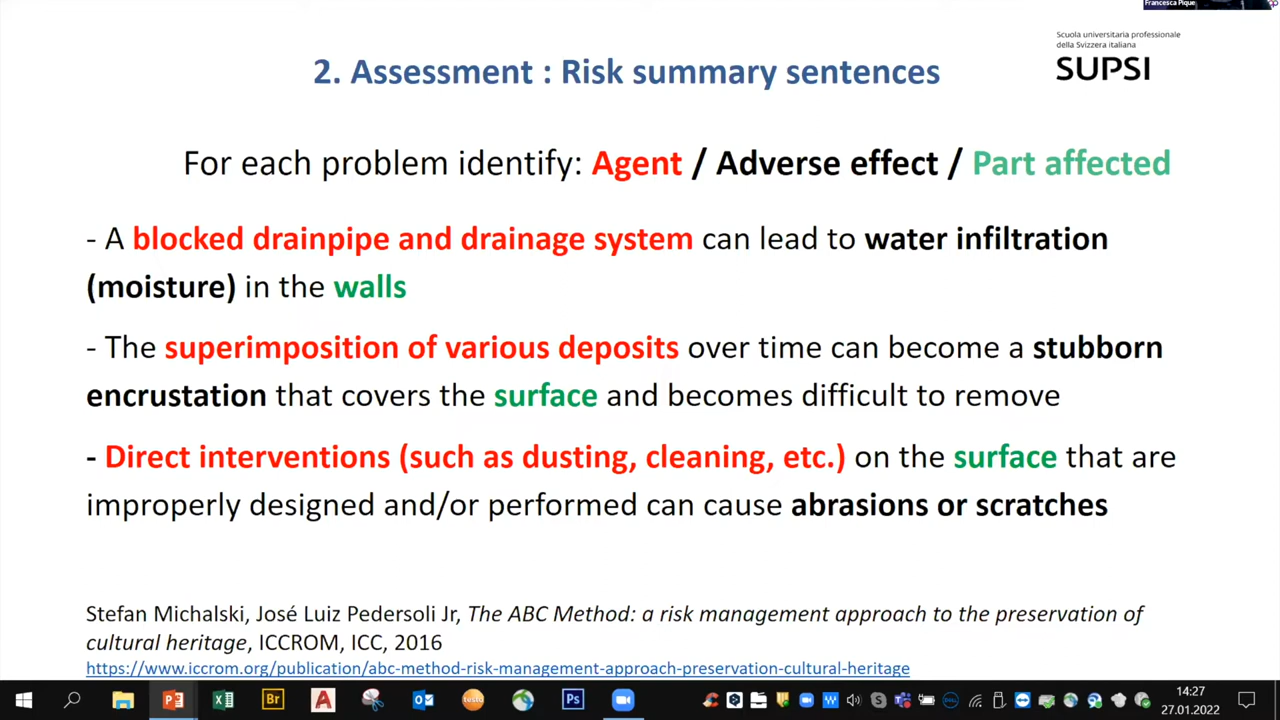 Francesca Pique
Scuola universitaria professionale
della Svizzera italiana
SUPSI
2. Assessment : Risk summary sentences
For each problem identify: Agent / Adverse effect / Part affected
- A blocked drainpipe and drainage system can lead to water infiltration
(moisture) in the walls
- The superimposition of various deposits over time can become a stubborn
encrustation that covers the surface and becomes difficult to remove
- Direct interventions (such as dusting, cleaning, etc.) on the surface that are
improperly designed and/or performed can cause abrasions or scratches
Stefan Michalski, José Luiz Pedersoli Jr, The ABC Method: a risk management approach to the preservation of
cultural heritage, ICCROM, ICC, 2016
https://www.iccrom.org/publication/abc-method-risk-management-approach-preservation-cultural-heritage
Br
A
testo
Ps
DELL
14:27
27.01.2022